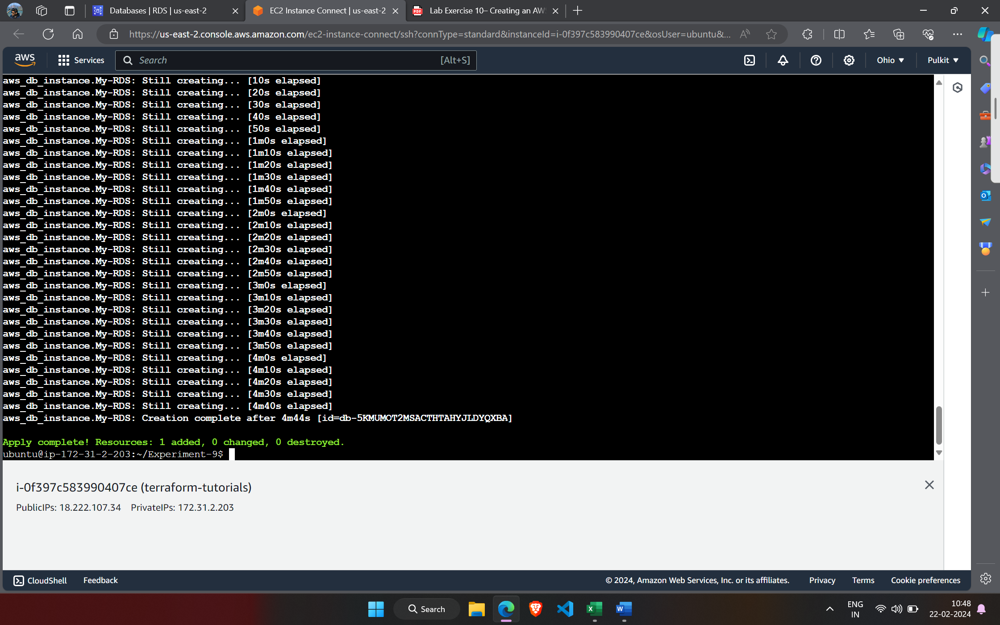 Databases | RDS | us-east-2
EC2 Instance Connect | us-east-2
Lab Exercise 10– Creating an AW
https://us-east-2.console.aws.amazon.com/ec2-instance-connect/ssh?connType=standard&instanceId=i-0f397c583990407ce&osUser=ubuntu&...
aws
Services
Search
[Alt+S]
Ohio
Pulkit
aws_db_instance.My-RDS: Still creating... [10s elapsed]
aws_db_instance.My-RDS: Still creating... [20s elapsed]
aws_db_instance.My-RDS: Still creating... [30s elapsed]
aws_db_instance.My-RDS: Still creating... [40s elapsed]
aws_db_instance.My-RDS: Still creating... [50s elapsed]
aws_db_instance.My-RDS: Still creating... [1m0s elapsed]
aws_db_instance.My-RDS: Still creating... [1m10s elapsed]
aws_db_instance.My-RDS: Still creating... [1m20s elapsed]
aws_db_instance.My-RDS: Still creating... [1m30s elapsed]
aws_db_instance.My-RDS: Still creating... [1m40s elapsed]
aws_db_instance.My-RDS: Still creating... [1m50s elapsed]
aws_db_instance.My-RDS: Still creating... [2m0s elapsed]
aws_db_instance.My-RDS: Still creating... [2m10s elapsed]
aws_db_instance.My-RDS: Still creating... [2m20s elapsed]
aws_db_instance.My-RDS: Still creating... [2m30s elapsed]
aws_db_instance.My-RDS: Still creating... [2m40s elapsed]
aws_db_instance.My-RDS: Still creating... [2m50s elapsed]
aws_db_instance.My-RDS: Still creating... [3m0s elapsed]
aws_db_instance.My-RDS: Still creating... [3m10s elapsed]
aws_db_instance.My-RDS: Still creating... [3m20s elapsed]
aws_db_instance.My-RDS: Still creating... [3m30s elapsed]
aws_db_instance.My-RDS: Still creating... [3m40s elapsed]
aws_db_instance.My-RDS: Still creating... [3m50s elapsed]
aws_db_instance.My-RDS: Still creating... [4m0s elapsed]
aws_db_instance.My-RDS: Still creating... [4m10s elapsed]
aws_db_instance.My-RDS: Still creating... [4m20s elapsed]
aws_db_instance.My-RDS: Still creating... [4m30s elapsed]
aws_db_instance.My-RDS: Still creating... [4m40s elapsed]
aws_db_instance.My-RDS: Creation complete after 4m44s [id=db-5KMUMOT2MSACTHTAHYJLDYQXBA]
Apply complete! Resources: 1 added, 0 changed, 0 destroyed.
ubuntu@ip-172-31-2-203:~/Experiment-9$
i-0f397c583990407ce (terraform-tutorials)
PublicIPs: 18.222.107.34 PrivateIPs: 172.31.2.203
CloudShell
Feedback
© 2024, Amazon Web Services, Inc. or its affiliates.
Privacy
Terms
Cookie preferences
Search
ENG
IN
10:48
22-02-2024